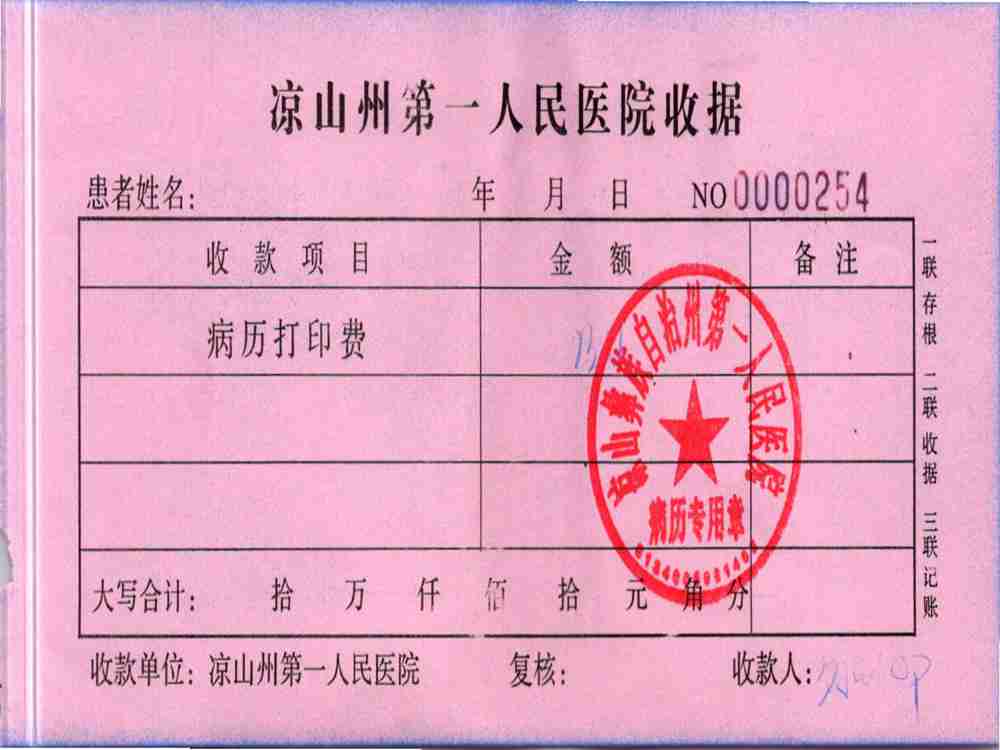 凉山州第一人民医院收据
患者姓名: 年 月 日 NO 0000254
收款项目 金额 备注
病历打印费
大写合计: 拾 万 仟 佰 拾 元 角 分
收款单位: 凉山州第一人民医院 复核: 收款人:
一联存根 二联收据 三联记账
凉山彝族自治州第一人民医院
病历专用章